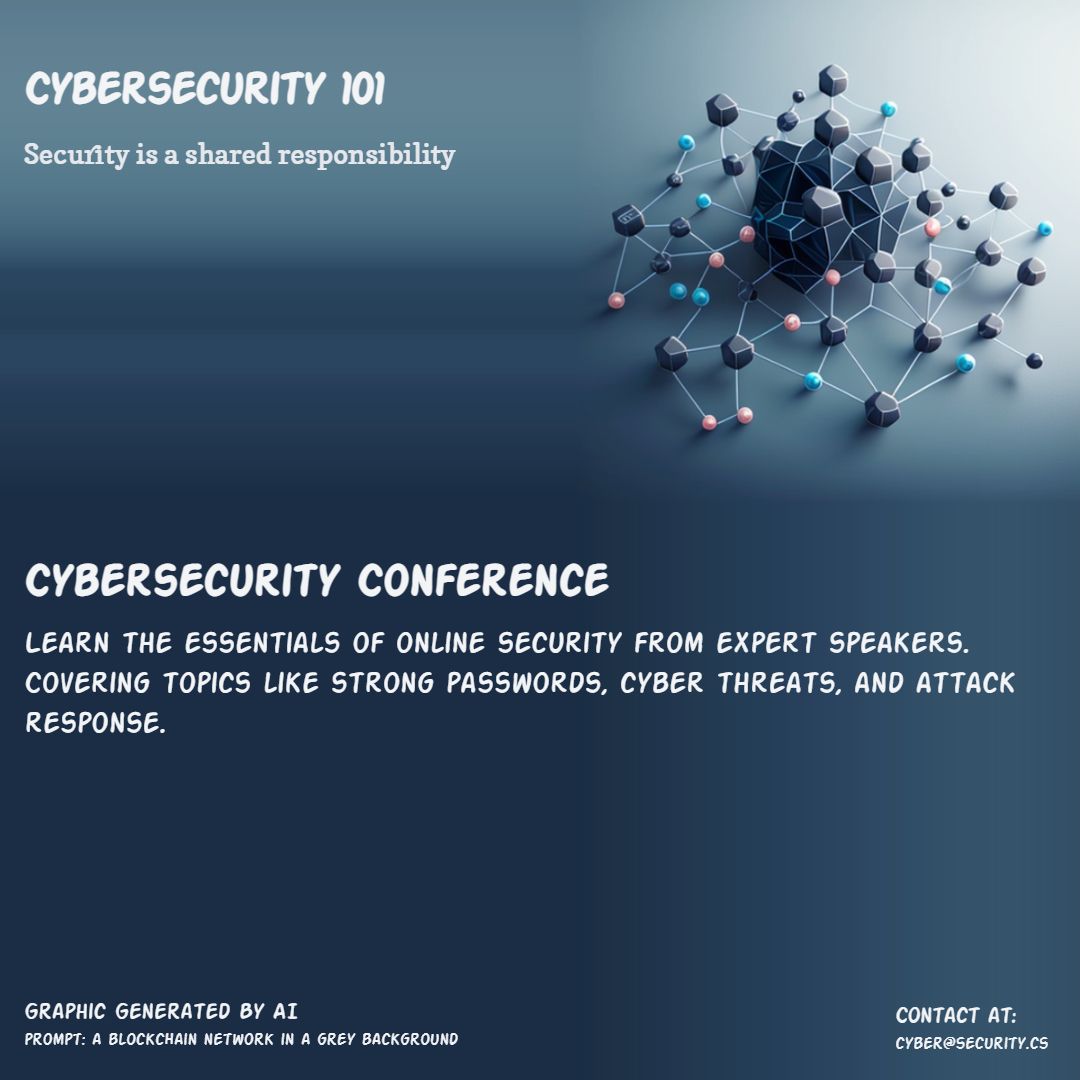 CYBERSECURITY 101
Security is a shared responsibility
CYBERSECURITY CONFERENCE
LEARN THE ESSENTIALS OF ONLINE SECURITY FROM EXPERT SPEAKERS.
COVERING TOPICS LIKE STRONG PASSWORDS, CYBER THREATS, AND ATTACK
RESPONSE.
GRAPHIC GENERATED BY AI
PROMPT: A BLOCKCHAIN NETWORK IN A GREY BACKGROUND
CONTACT AT:
CYBER@SECURITY.CS